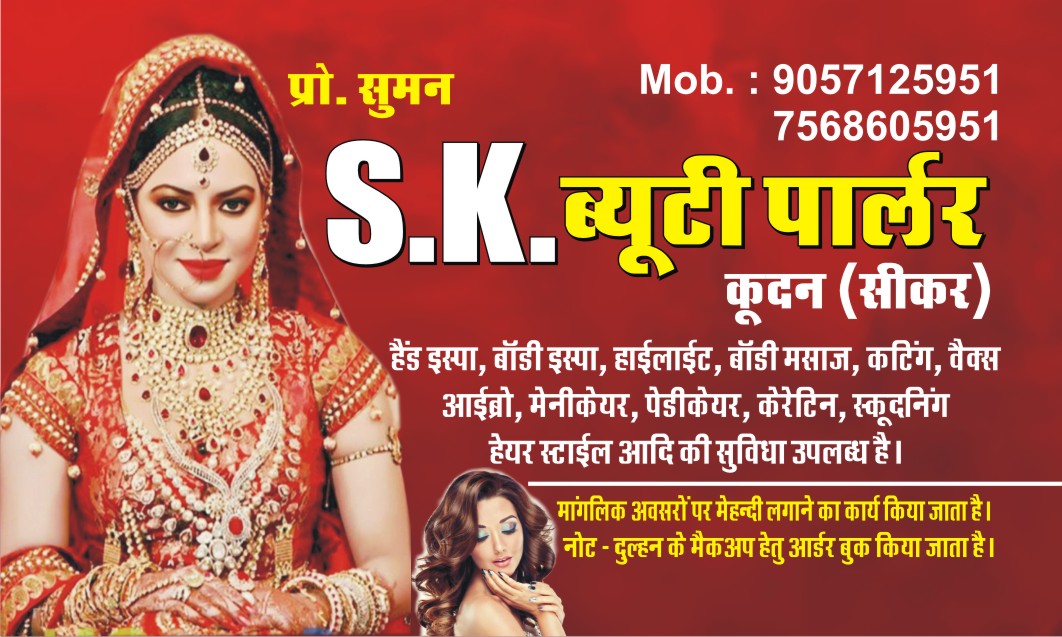 प्रो. सुमन
Mob. : 9057125951
7568605951
S.K. ब्यूटी पार्लर
कूदन (सीकर)
हैंड इस्पा, बॉडी इस्पा, हाईलाईट, बॉडी मसाज, कटिंग, वैक्स
आईब्रो, मेनीकेयर, पेडीकेयर, केरेटिन, स्कूदनिंग
हेयर स्टाईल आदि की सुविधा उपलब्ध है।
मांगलिक अवसरों पर मेहन्दी लगाने का कार्य किया जाता है।
नोट - दुल्हन के मैकअप हेतु आर्डर बुक किया जाता है।